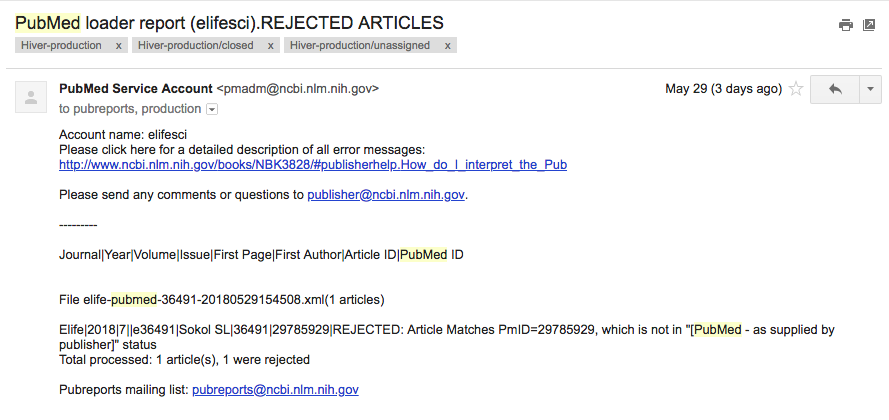 PubMed loader report (elifesci).REJECTED ARTICLES
Hiver-production x Hiver-production/closed x Hiver-production/unassigned x
PubMed Service Account <pmadm@ncbi.nlm.nih.gov>
May 29 (3 days ago)
to pubreports, production
Account name: elifesci
Please click here for a detailed description of all error messages:
http://www.ncbi.nlm.nih.gov/books/NBK3828/#publisherhelp.How_do_I_interpret_the_Pub
Please send any comments or questions to publisher@ncbi.nlm.nih.gov.
---------
Journal|Year|Volume|Issue|First Page|First Author|Article ID|PubMed ID
File elife-pubmed-36491-20180529154508.xml(1 articles)
Elife|2018|7||e36491|Sokol SL|36491|29785929|REJECTED: Article Matches PmID=29785929, which is not in "[PubMed - as supplied by
publisher]" status
Total processed: 1 article(s), 1 were rejected
Pubreports mailing list: pubreports@ncbi.nlm.nih.gov